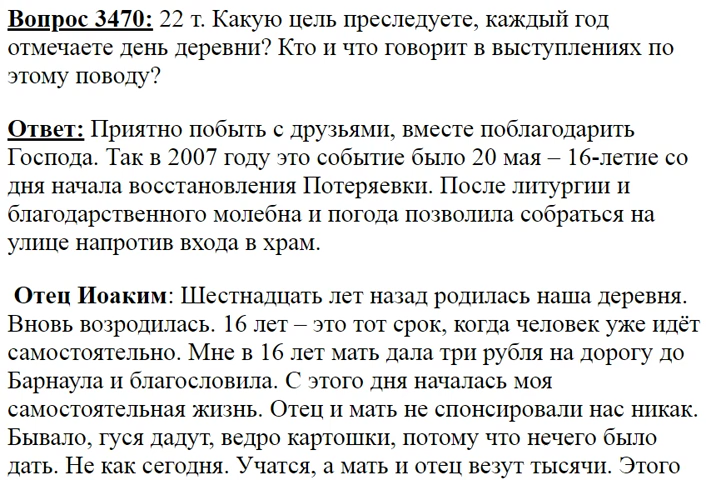 Вопрос 3470: 22 т. Какую цель преследуете, каждый год
отмечаете день деревни? Кто и что говорит в выступлениях по
этому поводу?
Ответ: Приятно побыть с друзьями, вместе поблагодарить
Господа. Так в 2007 году это событие было 20 мая – 16-летие со
дня начала восстановления Потеряевки. После литургии и
благодарственного молебна и погода позволила собраться на
улице напротив входа в храм.
Отец Иоаким: Шестнадцать лет назад родилась наша деревня.
Вновь возродилась. 16 лет – это тот срок, когда человек уже идёт
самостоятельно. Мне в 16 лет мать дала три рубля на дорогу до
Барнаула и благословила. С этого дня началась моя
самостоятельная жизнь. Отец и мать не спонсировали нас никак.
Бывало, гуся дадут, ведро картошки, потому что нечего было
дать. Не как сегодня. Учатся, а мать и отец везут тысячи. Этого